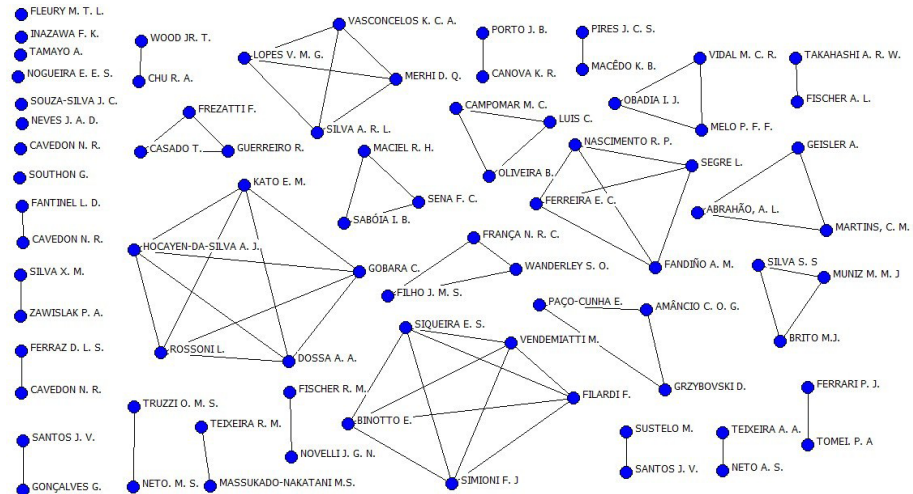 FLEURY M. T. L.
INAZAWA F. K.
TAMAYO A.
NOGUEIRA E. E. S.
SOUZA-SILVA J. C.
NEVES J. A. D.
CAVEDON N. R.
SOUTHON G.
FANTINEL L. D.
CAVEDON N. R.
SILVA X. M.
ZAWISLAK P. A.
FERRAZ D. L. S.
CAVEDON N. R.
SANTOS J. V.
GONÇALVES G.
WOOD JR. T.
CHU R. A.
FREZATTI F.
CASADO T.
GUERREIRO R.
VASCONCELOS K. C. A.
LOPES V. M. G.
MERHI D. Q.
SILVA A. R. L.
PORTO J. B.
CANOVA K. R.
PIRES J. C. S.
MACÊDO K. B.
VIDAL M. C. R.
OBADIA I. J.
MELO P. F. F.
TAKAHASHI A. R. W.
FISCHER A. L.
CAMPOMAR M. C.
LUIS C.
OLIVEIRA B.
MACIEL R. H.
SENA F. C.
SABÓIA I. B.
NASCIMENTO R. P.
SEGRE L.
FERREIRA E. C.
FANDIÑO A. M.
GEISLER A.
ABRAHÃO, A. L.
MARTINS, C. M.
KATO E. M.
HOCAYEN-DA-SILVA A. J.
GOBARA C.
ROSSONI L.
DOSSA A. A.
FRANÇA N. R. C.
WANDERLEY S. O.
FILHO J. M. S.
SILVA S. S
MUNIZ M. M. J
BRITO M.J.
PAÇO-CUNHA E.
AMÂNCIO C. O. G.
GRZYBOVSKI D.
SIQUEIRA E. S.
VENDEMIATTI M.
FILARDI F.
BINOTTO E.
SIMIONI F. J
FISCHER R. M.
NOVELLI J. G. N.
TRUZZI O. M. S.
NETO. M. S.
TEIXEIRA R. M.
MASSUKADO-NAKATANI M.S.
SUSTELO M.
SANTOS J. V.
TEIXEIRA A. A.
NETO A. S.
FERRARI P. J.
TOMEI. P. A